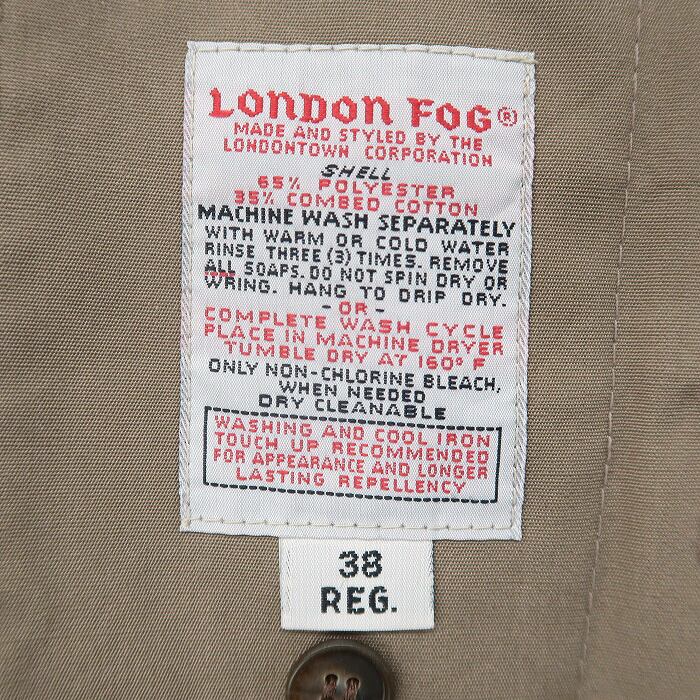 LONDON FOG®
MADE AND STYLED BY THE
LONDONTOWN CORPORATION
SHELL
65% POLYESTER
35% COMBED COTTON
MACHINE WASH SEPARATELY
WITH WARM OR COLD WATER
RINSE THREE (3) TIMES. REMOVE
ALL SOAPS. DO NOT SPIN DRY OR
WRING. HANG TO DRIP DRY.
- OR -
COMPLETE WASH CYCLE
PLACE IN MACHINE DRYER
TUMBLE DRY AT 160° F
ONLY NON-CHLORINE BLEACH,
WHEN NEEDED
DRY CLEANABLE
WASHING AND COOL IRON
TOUCH UP RECOMMENDED
FOR APPEARANCE AND LONGER
LASTING REPELLENCY
38
REG.